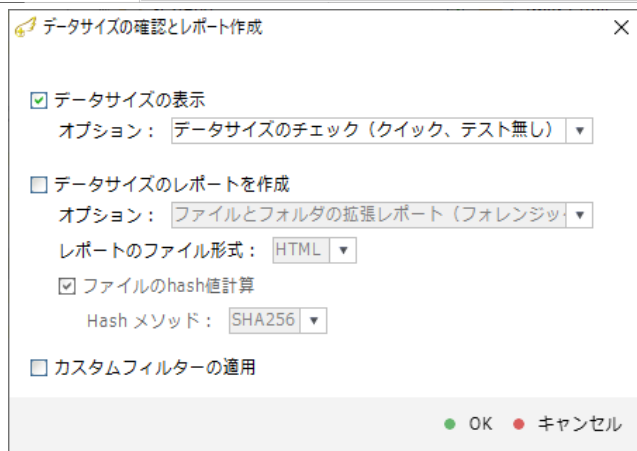 データサイズの確認とレポート作成
データサイズの表示
オプション： データサイズのチェック（クイック、テスト無し）
データサイズのレポートを作成
オプション： ファイルとフォルダの拡張レポート（フォレンジッ
レポートのファイル形式： HTML
ファイルのhash値計算
Hash メソッド： SHA256
カスタムフィルターの適用
OK キャンセル